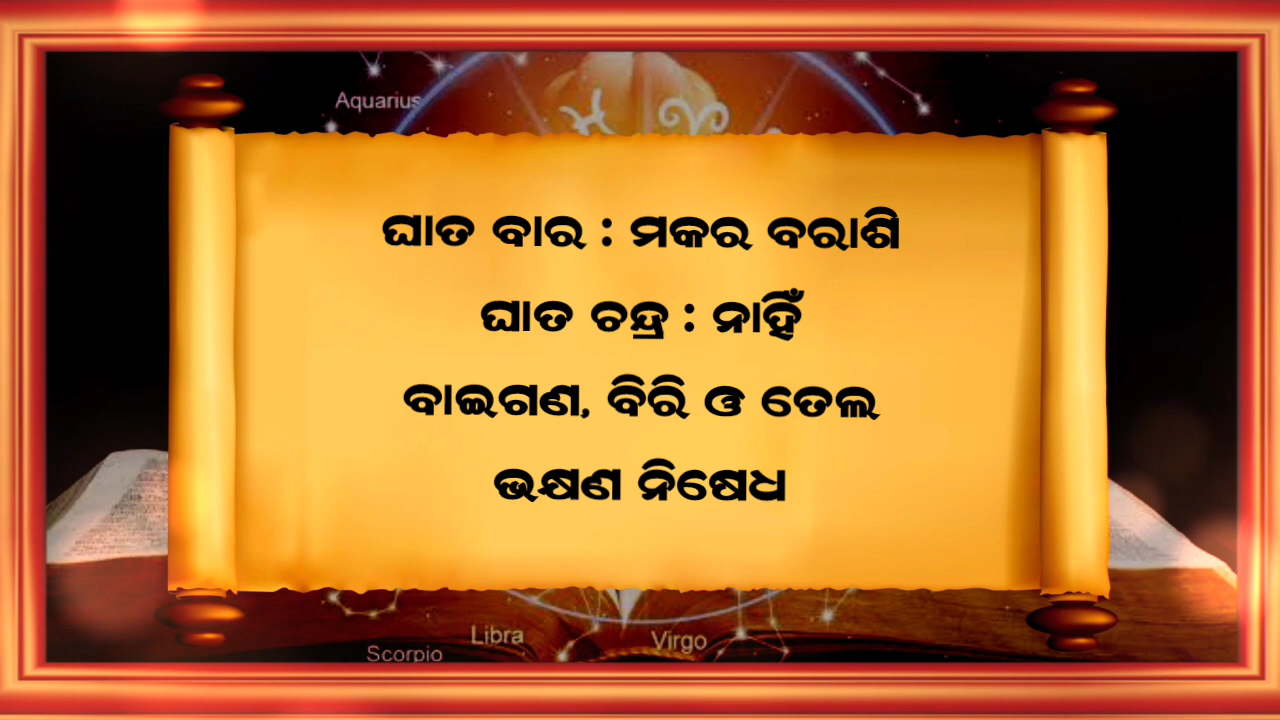 Aquarius
ଘାତ ବାର : ମକର ବରାଶି
ଘାତ ଚନ୍ଦ୍ର : ନାହିଁ
ବାଇଗଣ, ବିରି ଓ ତେଲ
ଭକ୍ଷଣ ନିଷେଧ
Libra
Virgo
Scorpio